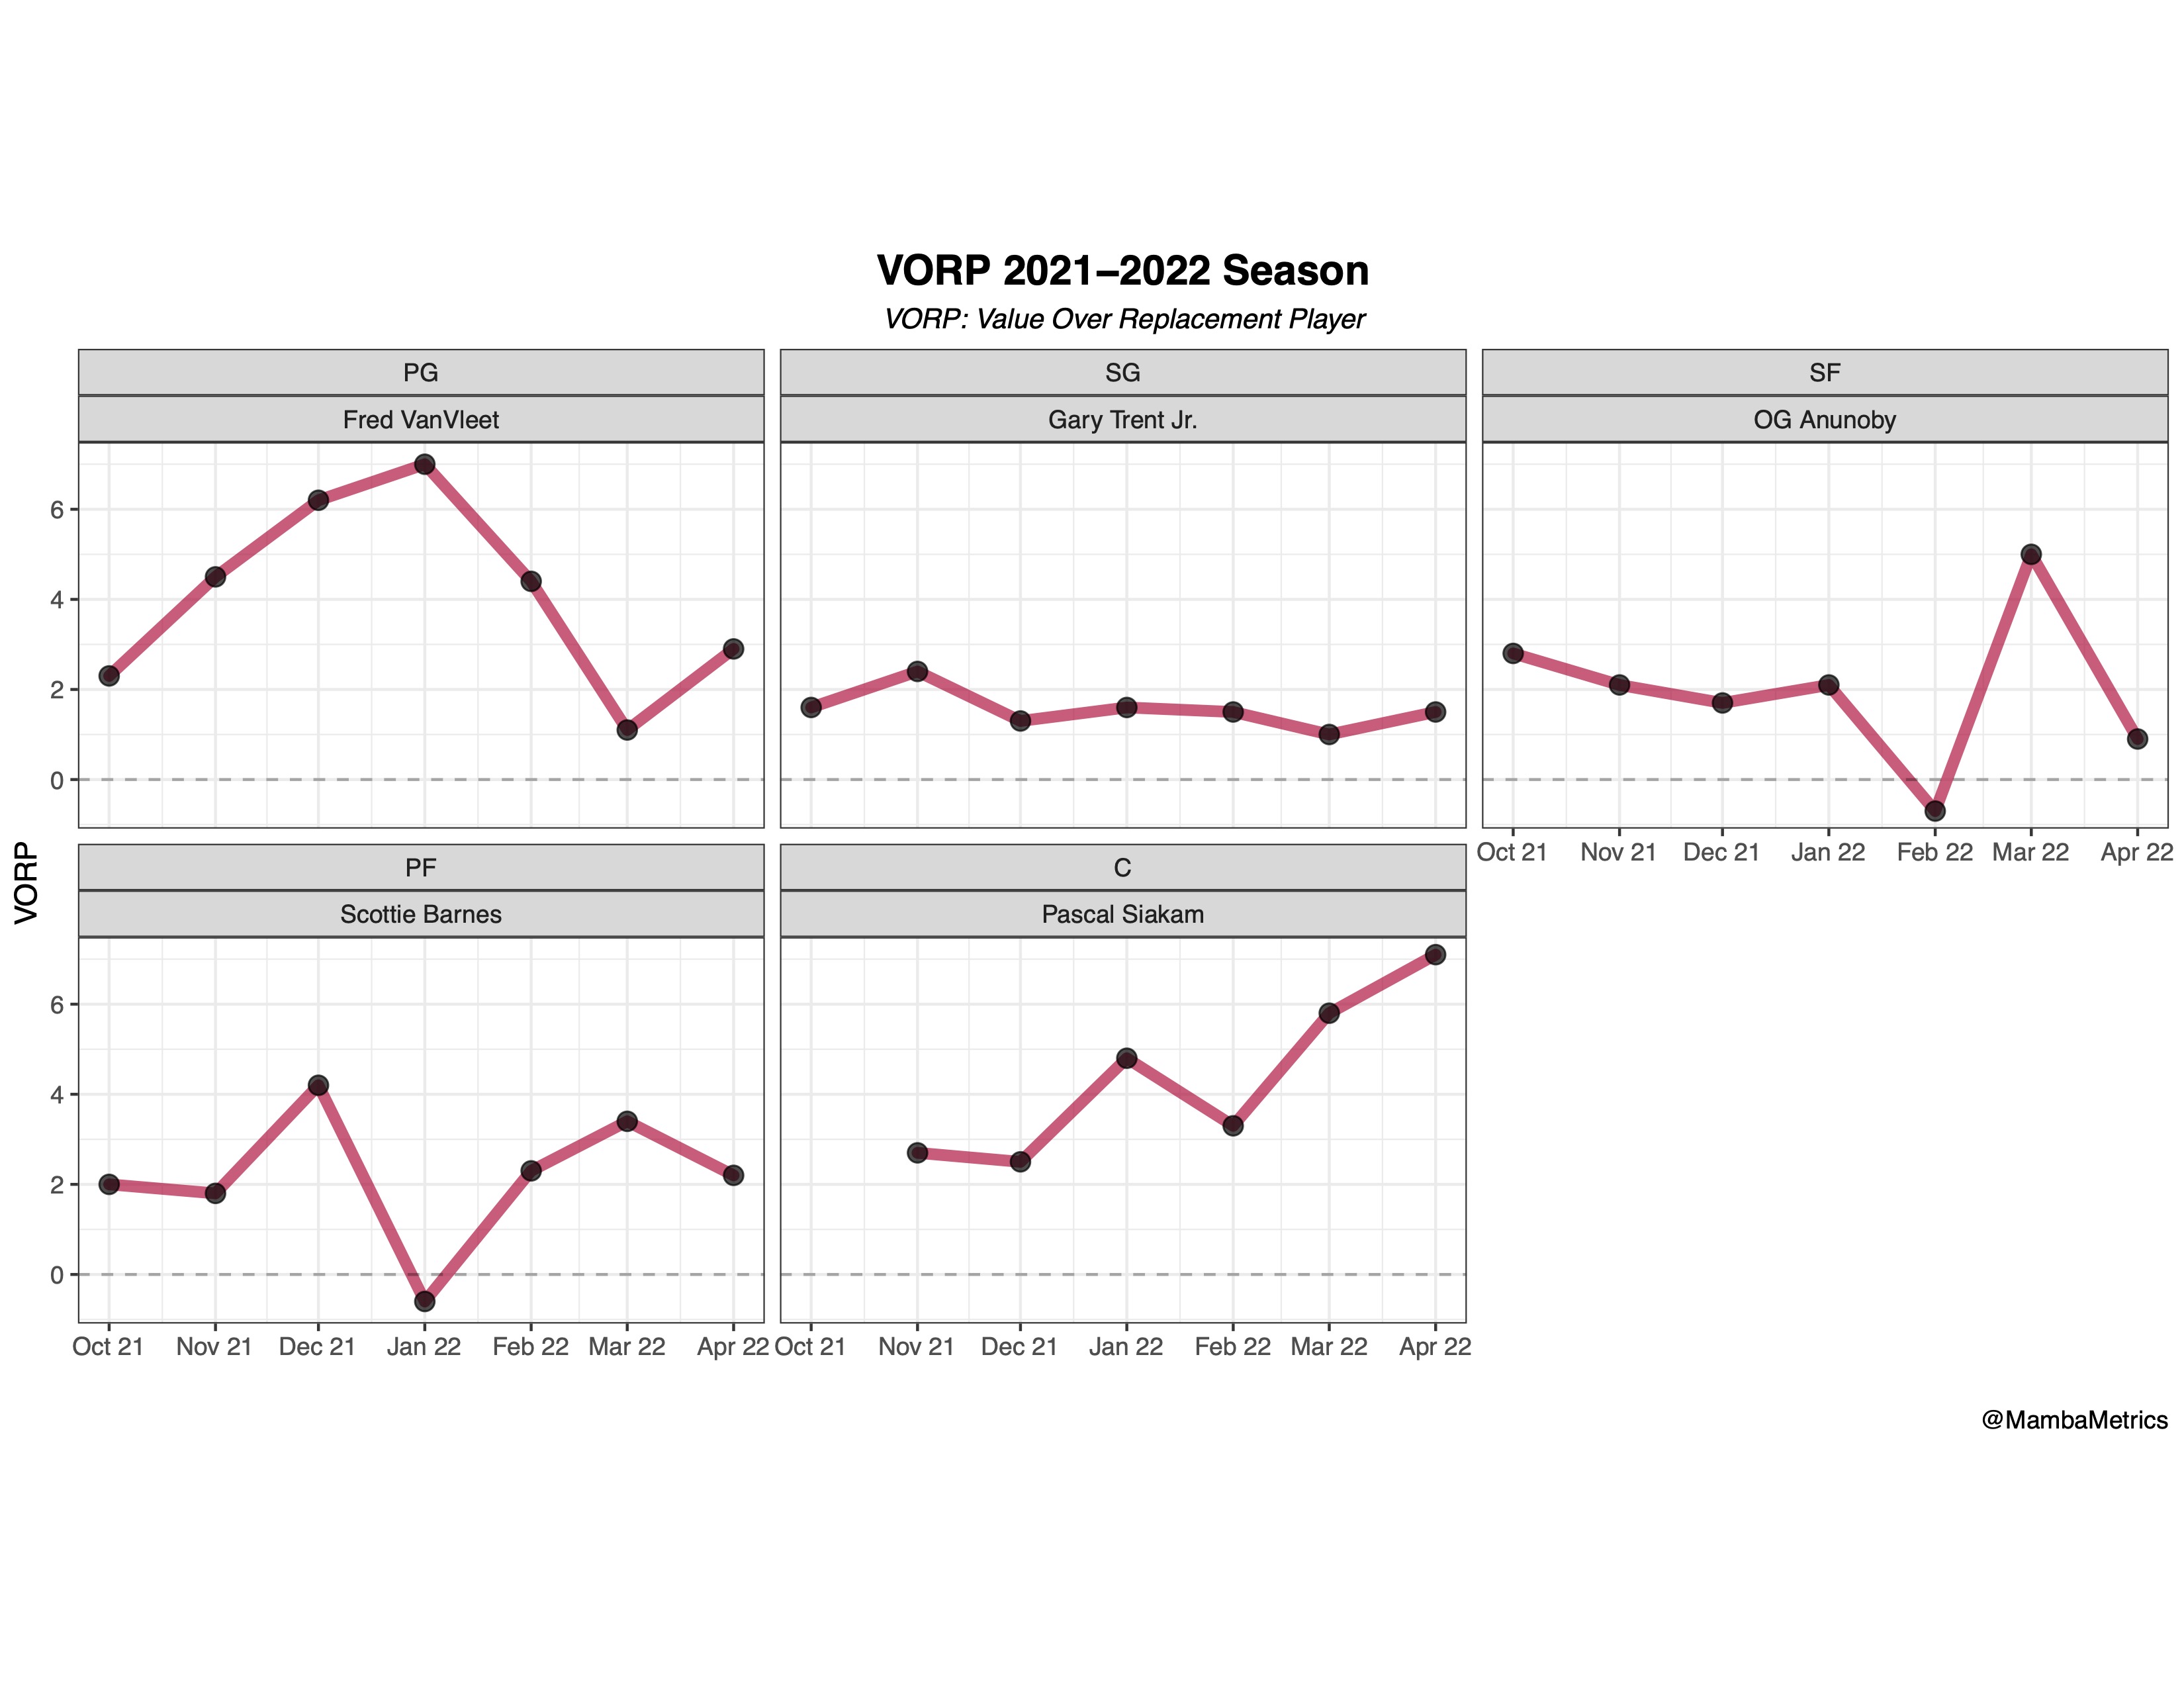 VORP 2021–2022 Season
VORP: Value Over Replacement Player
PG
Fred VanVleet
SG
Gary Trent Jr.
SF
OG Anunoby
6
4
2
0
Oct 21 Nov 21 Dec 21 Jan 22 Feb 22 Mar 22 Apr 22
VORP
PF
Scottie Barnes
C
Pascal Siakam
6
4
2
0
Oct 21 Nov 21 Dec 21 Jan 22 Feb 22 Mar 22 Apr 22
Oct 21 Nov 21 Dec 21 Jan 22 Feb 22 Mar 22 Apr 22
@MambaMetrics